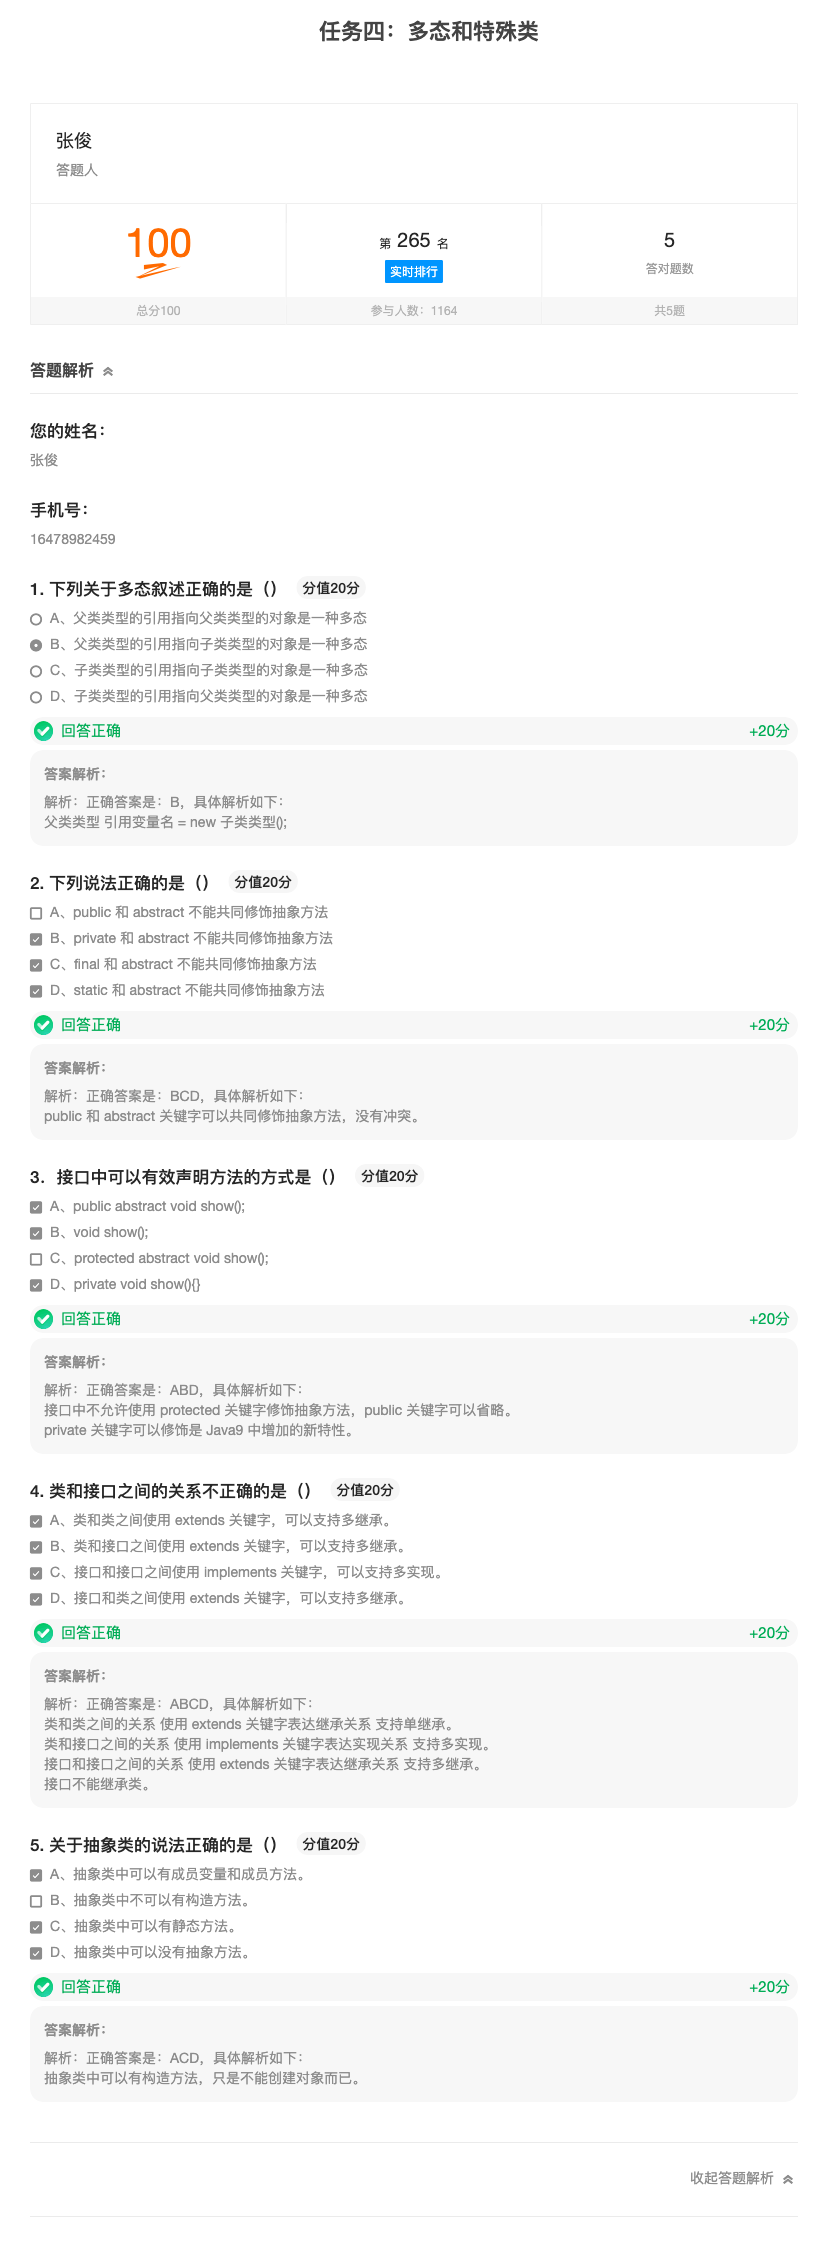 任务四：多态和特殊类
张俊
答题人
100
第 265 名
5
实时排行
答对题数
总分100
参与人数：1164
共5题
答题解析
您的姓名：
张俊
手机号：
16478982459
1. 下列关于多态叙述正确的是（） 分值20分
A、父类类型的引用指向父类类型的对象是一种多态
B、父类类型的引用指向子类类型的对象是一种多态
C、子类类型的引用指向子类类型的对象是一种多态
D、子类类型的引用指向父类类型的对象是一种多态
回答正确 +20分
答案解析：
解析：正确答案是：B，具体解析如下：
父类类型 引用变量名 = new 子类类型();
2. 下列说法正确的是（） 分值20分
A、public 和 abstract 不能共同修饰抽象方法
B、private 和 abstract 不能共同修饰抽象方法
C、final 和 abstract 不能共同修饰抽象方法
D、static 和 abstract 不能共同修饰抽象方法
回答正确 +20分
答案解析：
解析：正确答案是：BCD，具体解析如下：
public 和 abstract 关键字可以共同修饰抽象方法，没有冲突。
3. 接口中可以有效声明方法的方式是（） 分值20分
A、public abstract void show();
B、void show();
C、protected abstract void show();
D、private void show(){}
回答正确 +20分
答案解析：
解析：正确答案是：ABD，具体解析如下：
接口中不允许使用 protected 关键字修饰抽象方法，public 关键字可以省略。
private 关键字可以修饰是 Java9 中增加的新特性。
4. 类和接口之间的关系不正确的是（） 分值20分
A、类和类之间使用 extends 关键字，可以支持多继承。
B、类和接口之间使用 extends 关键字，可以支持多继承。
C、接口和接口之间使用 implements 关键字，可以支持多实现。
D、接口和类之间使用 extends 关键字，可以支持多继承。
回答正确 +20分
答案解析：
解析：正确答案是：ABCD，具体解析如下：
类和类之间的关系 使用 extends 关键字表达继承关系 支持单继承。
类和接口之间的关系 使用 implements 关键字表达实现关系 支持多实现。
接口和接口之间的关系 使用 extends 关键字表达继承关系 支持多继承。
接口不能继承类。
5. 关于抽象类的说法正确的是（） 分值20分
A、抽象类中可以有成员变量和成员方法。
B、抽象类中不可以有构造方法。
C、抽象类中可以有静态方法。
D、抽象类中可以没有抽象方法。
回答正确 +20分
答案解析：
解析：正确答案是：ACD，具体解析如下：
抽象类中可以有构造方法，只是不能创建对象而已。
收起答题解析